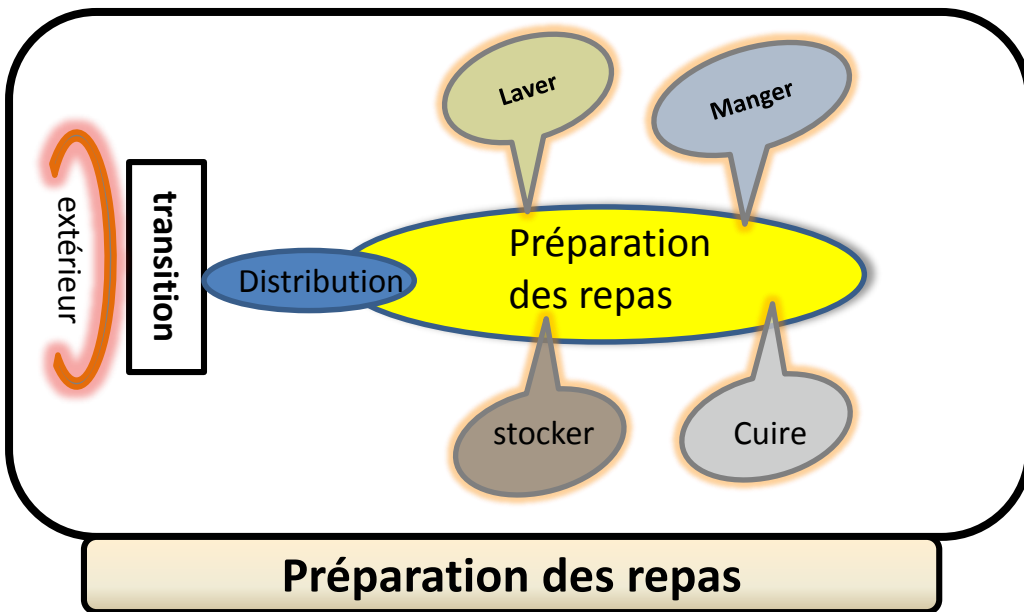 Laver
Manger
extérieur
transition
Distribution
Préparation
des repas
stocker
Cuire
Préparation des repas